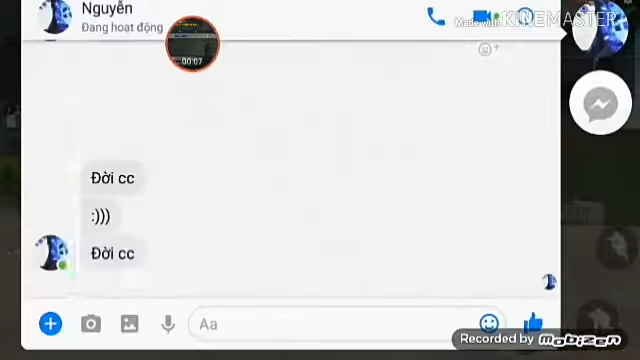 Nguyễn
Đang hoạt động
Made with KINEMASTER
00:07
Đời cc
:)))
Đời cc
Aa
Recorded by mobizen